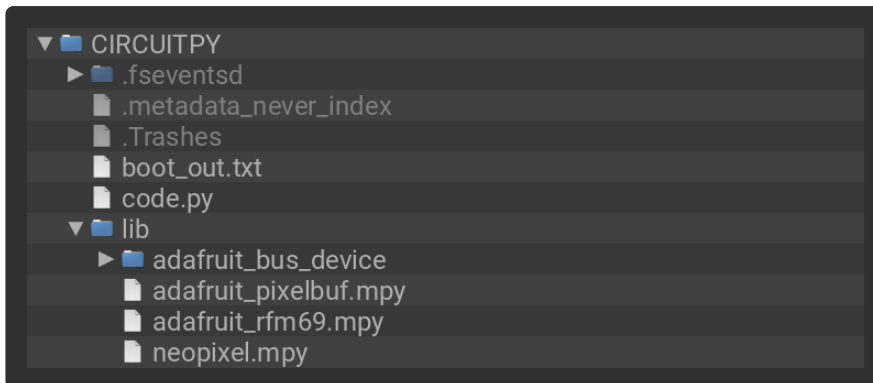 CIRCUITPY
.fseventsd
.metadata_never_index
.Trashes
boot_out.txt
code.py
lib
adafruit_bus_device
adafruit_pixelbuf.mpy
adafruit_rfm69.mpy
neopixel.mpy